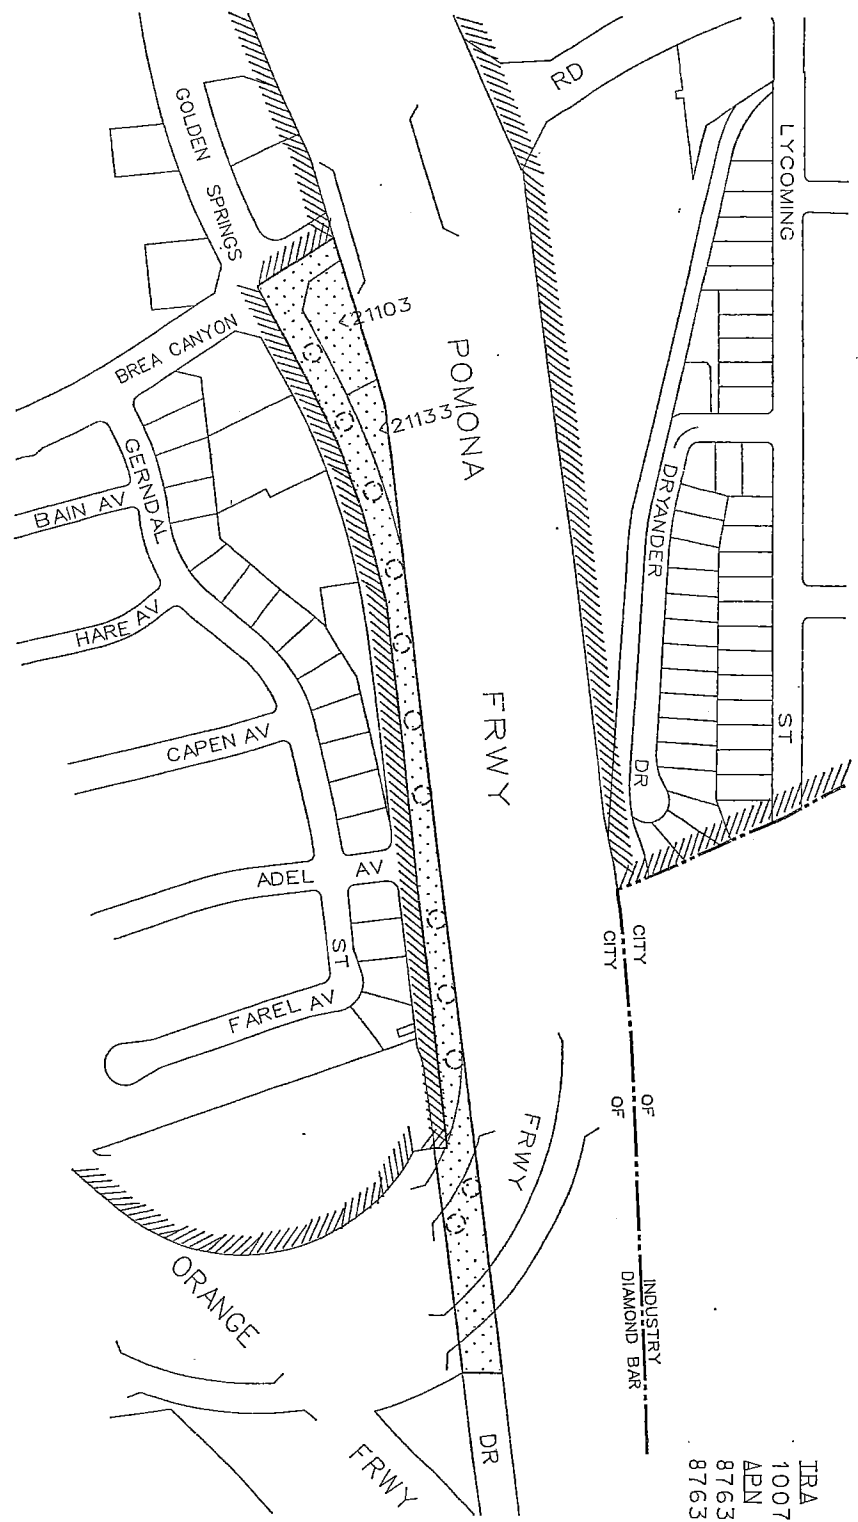 RD
LYCOMING
ST
GOLDEN SPRINGS
<21103
<21133
BREA CANYON
POMONA
FRWY
GERNDAL
ST
BAIN AV
HARE AV
CAPEN AV
ADEL AV
FAREL AV
DRYANDER
DR
CITY OF INDUSTRY
CITY OF DIAMOND BAR
FRWY
ORANGE
FRWY
DR
TRA
1007
APN
8763
8763